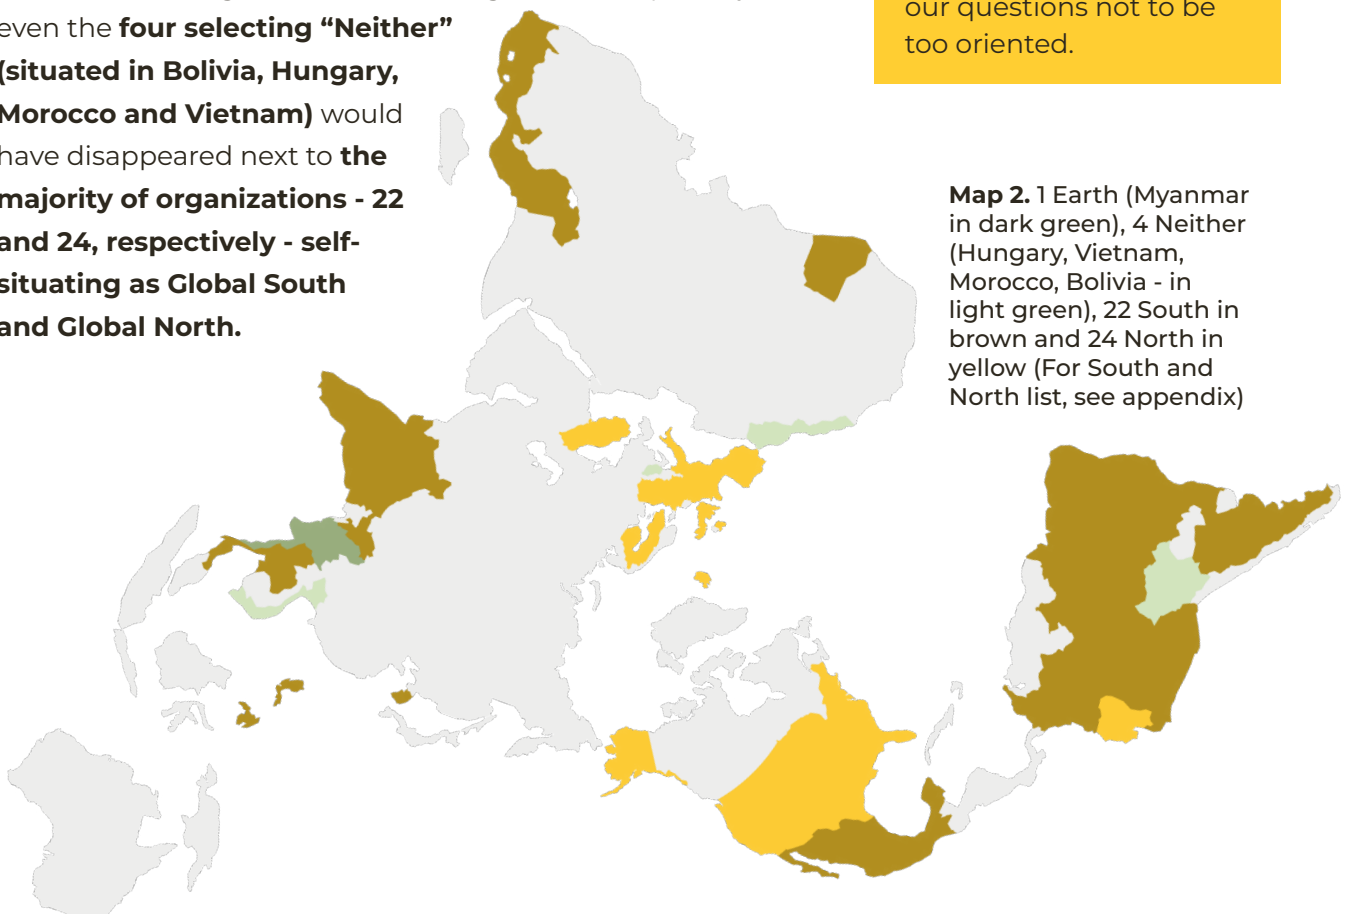 even the four selecting “Neither”
(situated in Bolivia, Hungary,
Morocco and Vietnam) would
have disappeared next to the
majority of organizations - 22
and 24, respectively - self-
situating as Global South
and Global North.
our questions not to be
too oriented.
Map 2. 1 Earth (Myanmar
in dark green), 4 Neither
(Hungary, Vietnam,
Morocco, Bolivia - in
light green), 22 South in
brown and 24 North in
yellow (For South and
North list, see appendix)